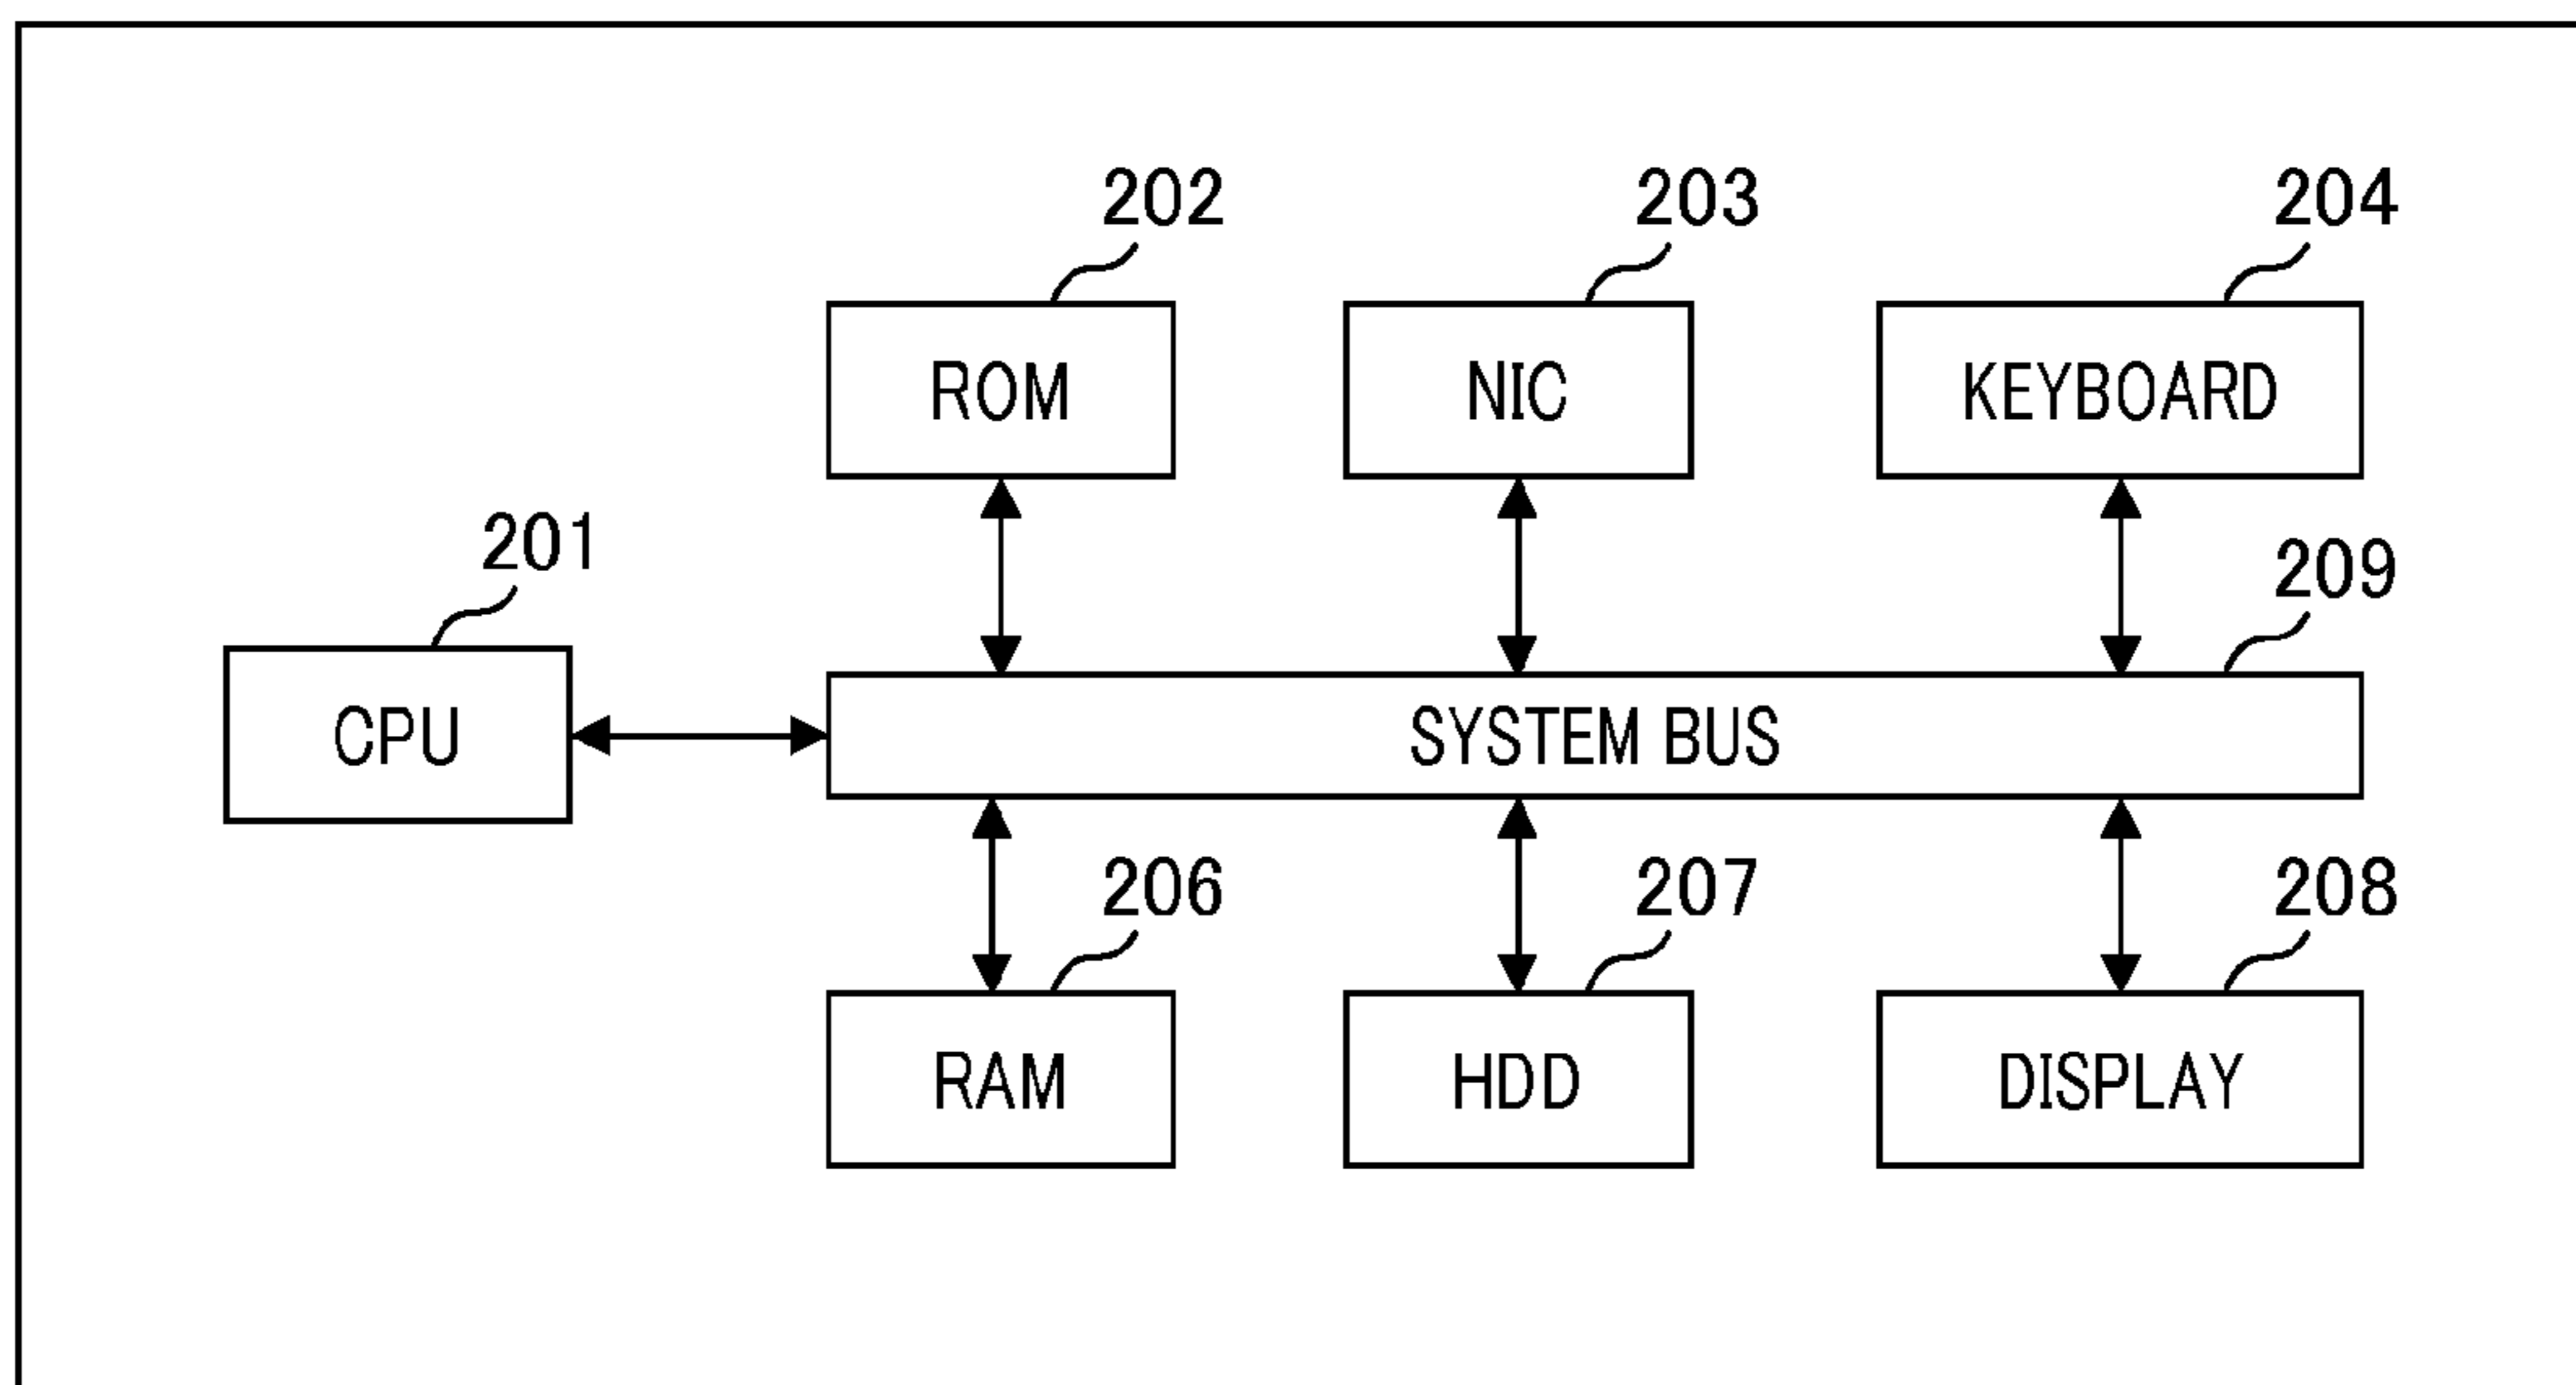 202
203
204
ROM
NIC
KEYBOARD
201
209
CPU
SYSTEM BUS
206
207
208
RAM
HDD
DISPLAY